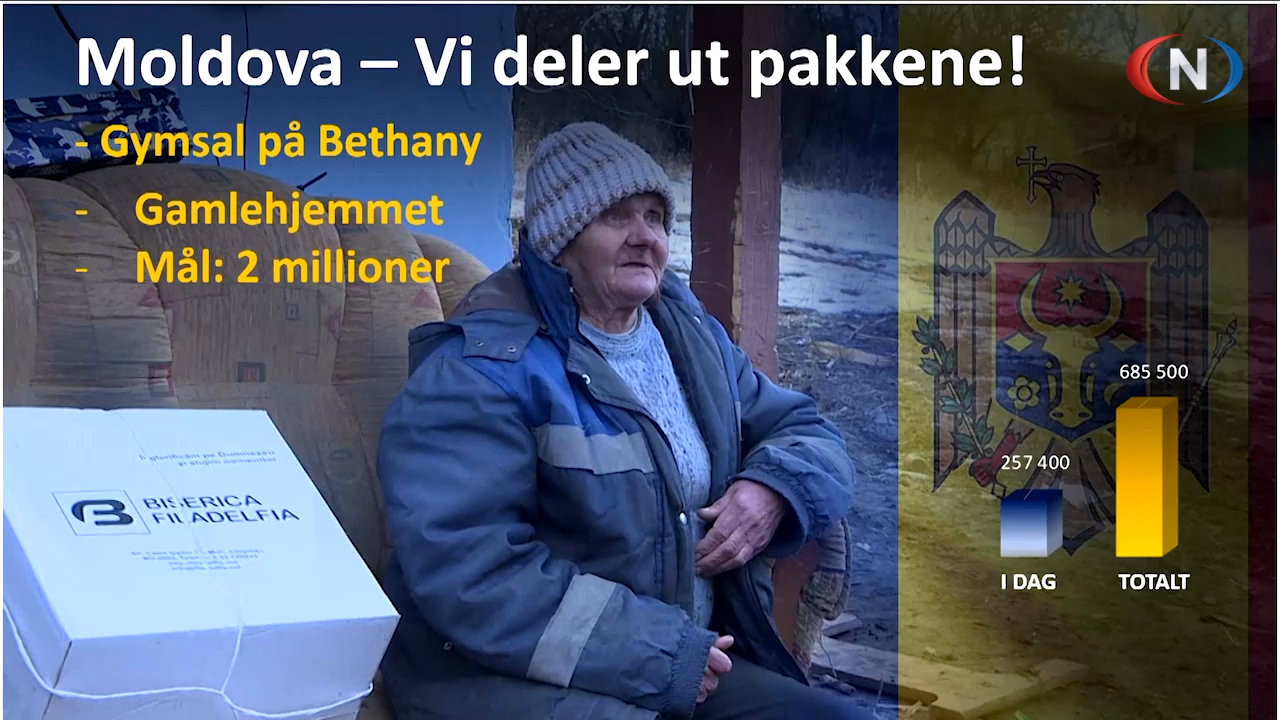 Moldova – Vi deler ut pakkene!
N
- Gymsal på Bethany
- Gamlehjemmet
- Mål: 2 millioner
685 500
257 400
I DAG
TOTALT
BISERICA
FILADELFIA